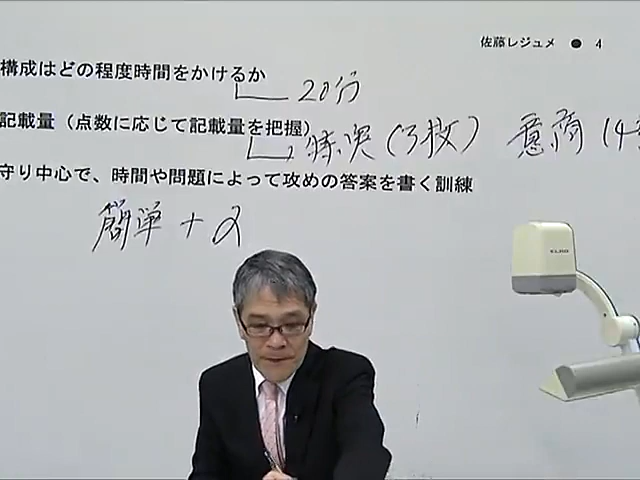 佐藤レジュメ ● 4
構成はどの程度時間をかけるか
20分
記載量（点数に応じて記載量を把握）
特実（3枚） 意商（4
守り中心で、時間や問題によって攻めの答案を書く訓練
簡単＋α
ELMO